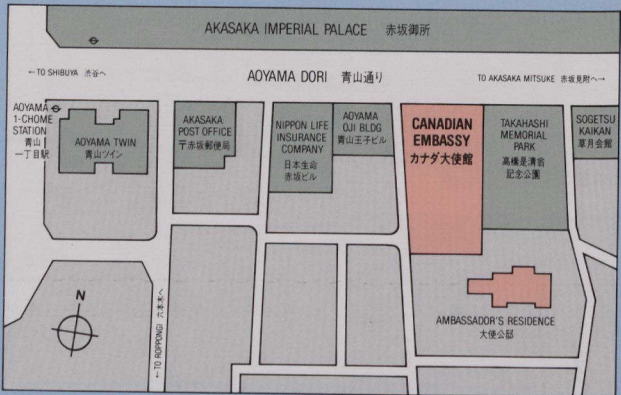 AKASAKA IMPERIAL PALACE 赤坂御所
←TO SHIBUYA 渋谷へ
AOYAMA DORI 青山通り
TO AKASAKA MITSUKE 赤坂見附へ→
AOYAMA
1-CHOME
STATION
青山
一丁目駅
AOYAMA TWIN
青山ツイン
AKASAKA
POST OFFICE
〒赤坂郵便局
NIPPON LIFE
INSURANCE
COMPANY
日本生命
赤坂ビル
AOYAMA
OJI BLDG
青山王子ビル
CANADIAN
EMBASSY
カナダ大使館
TAKAHASHI
MEMORIAL
PARK
高橋是清翁
記念公園
SOGETSU
KAIKAN
草月会館
N
←TO ROPPONGI 六本木へ
AMBASSADOR'S RESIDENCE
大使公邸